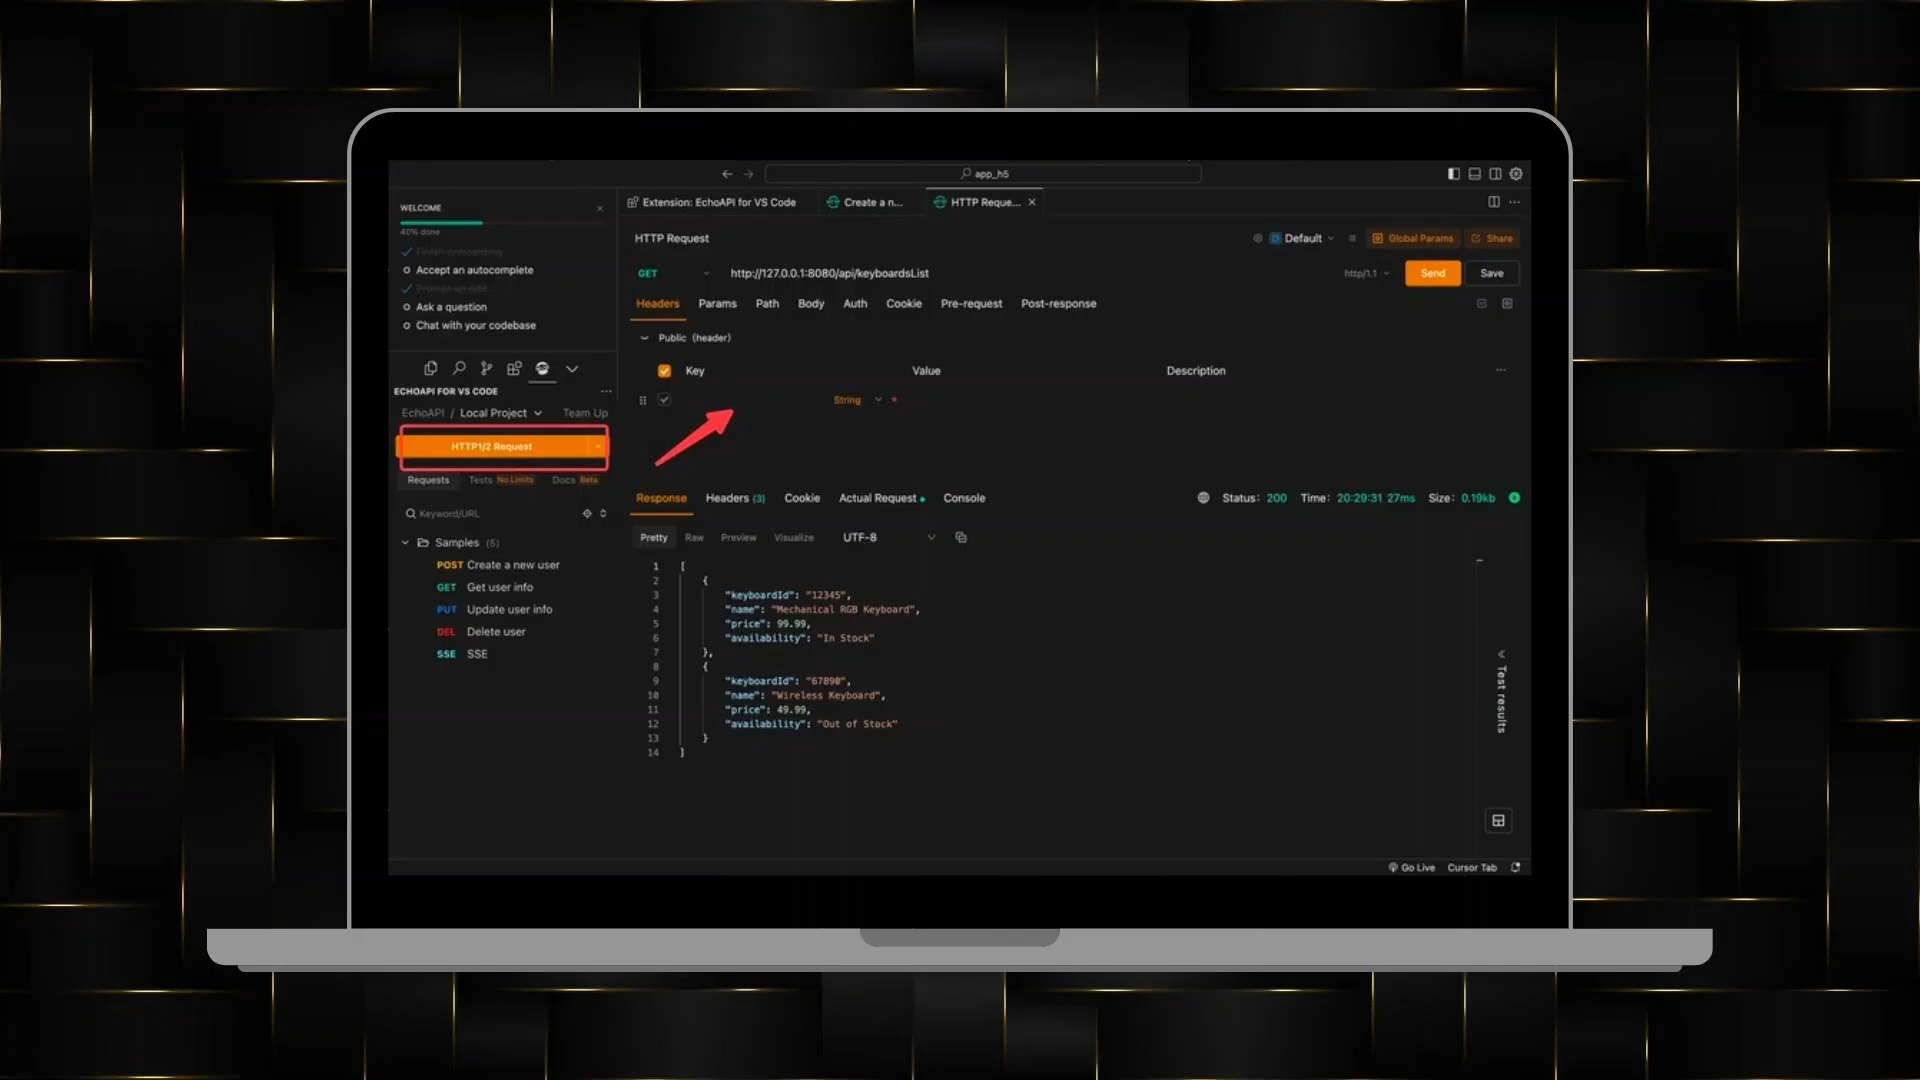 app_h5
WELCOME
40% done
Finish onboarding
Accept an autocomplete
Prompt an edit
Ask a question
Chat with your codebase
ECHOAPI FOR VS CODE
EchoAPI / Local Project
Team Up
HTTP1/2 Request
Requests Tests No Limits Docs Beta
Keyword/URL
Samples (5)
POST Create a new user
GET Get user info
PUT Update user info
DEL Delete user
SSE SSE
Extension: EchoAPI for VS Code
Create a n...
HTTP Reque...
HTTP Request
Default
Global Params
Share
GET http://127.0.0.1:8080/api/keyboardsList
http/1.1
Send
Save
Headers Params Path Body Auth Cookie Pre-request Post-response
Public (header)
Key Value Description
String
Response Headers (3) Cookie Actual Request Console
Status: 200 Time: 20:29:31 27ms Size: 0.19kb
Pretty Raw Preview Visualize UTF-8
1 [
2 {
3 "keyboardId": "12345",
4 "name": "Mechanical RGB Keyboard",
5 "price": 99.99,
6 "availability": "In Stock"
7 },
8 {
9 "keyboardId": "67890",
10 "name": "Wireless Keyboard",
11 "price": 49.99,
12 "availability": "Out of Stock"
13 }
14 ]
Test results
Go Live Cursor Tab